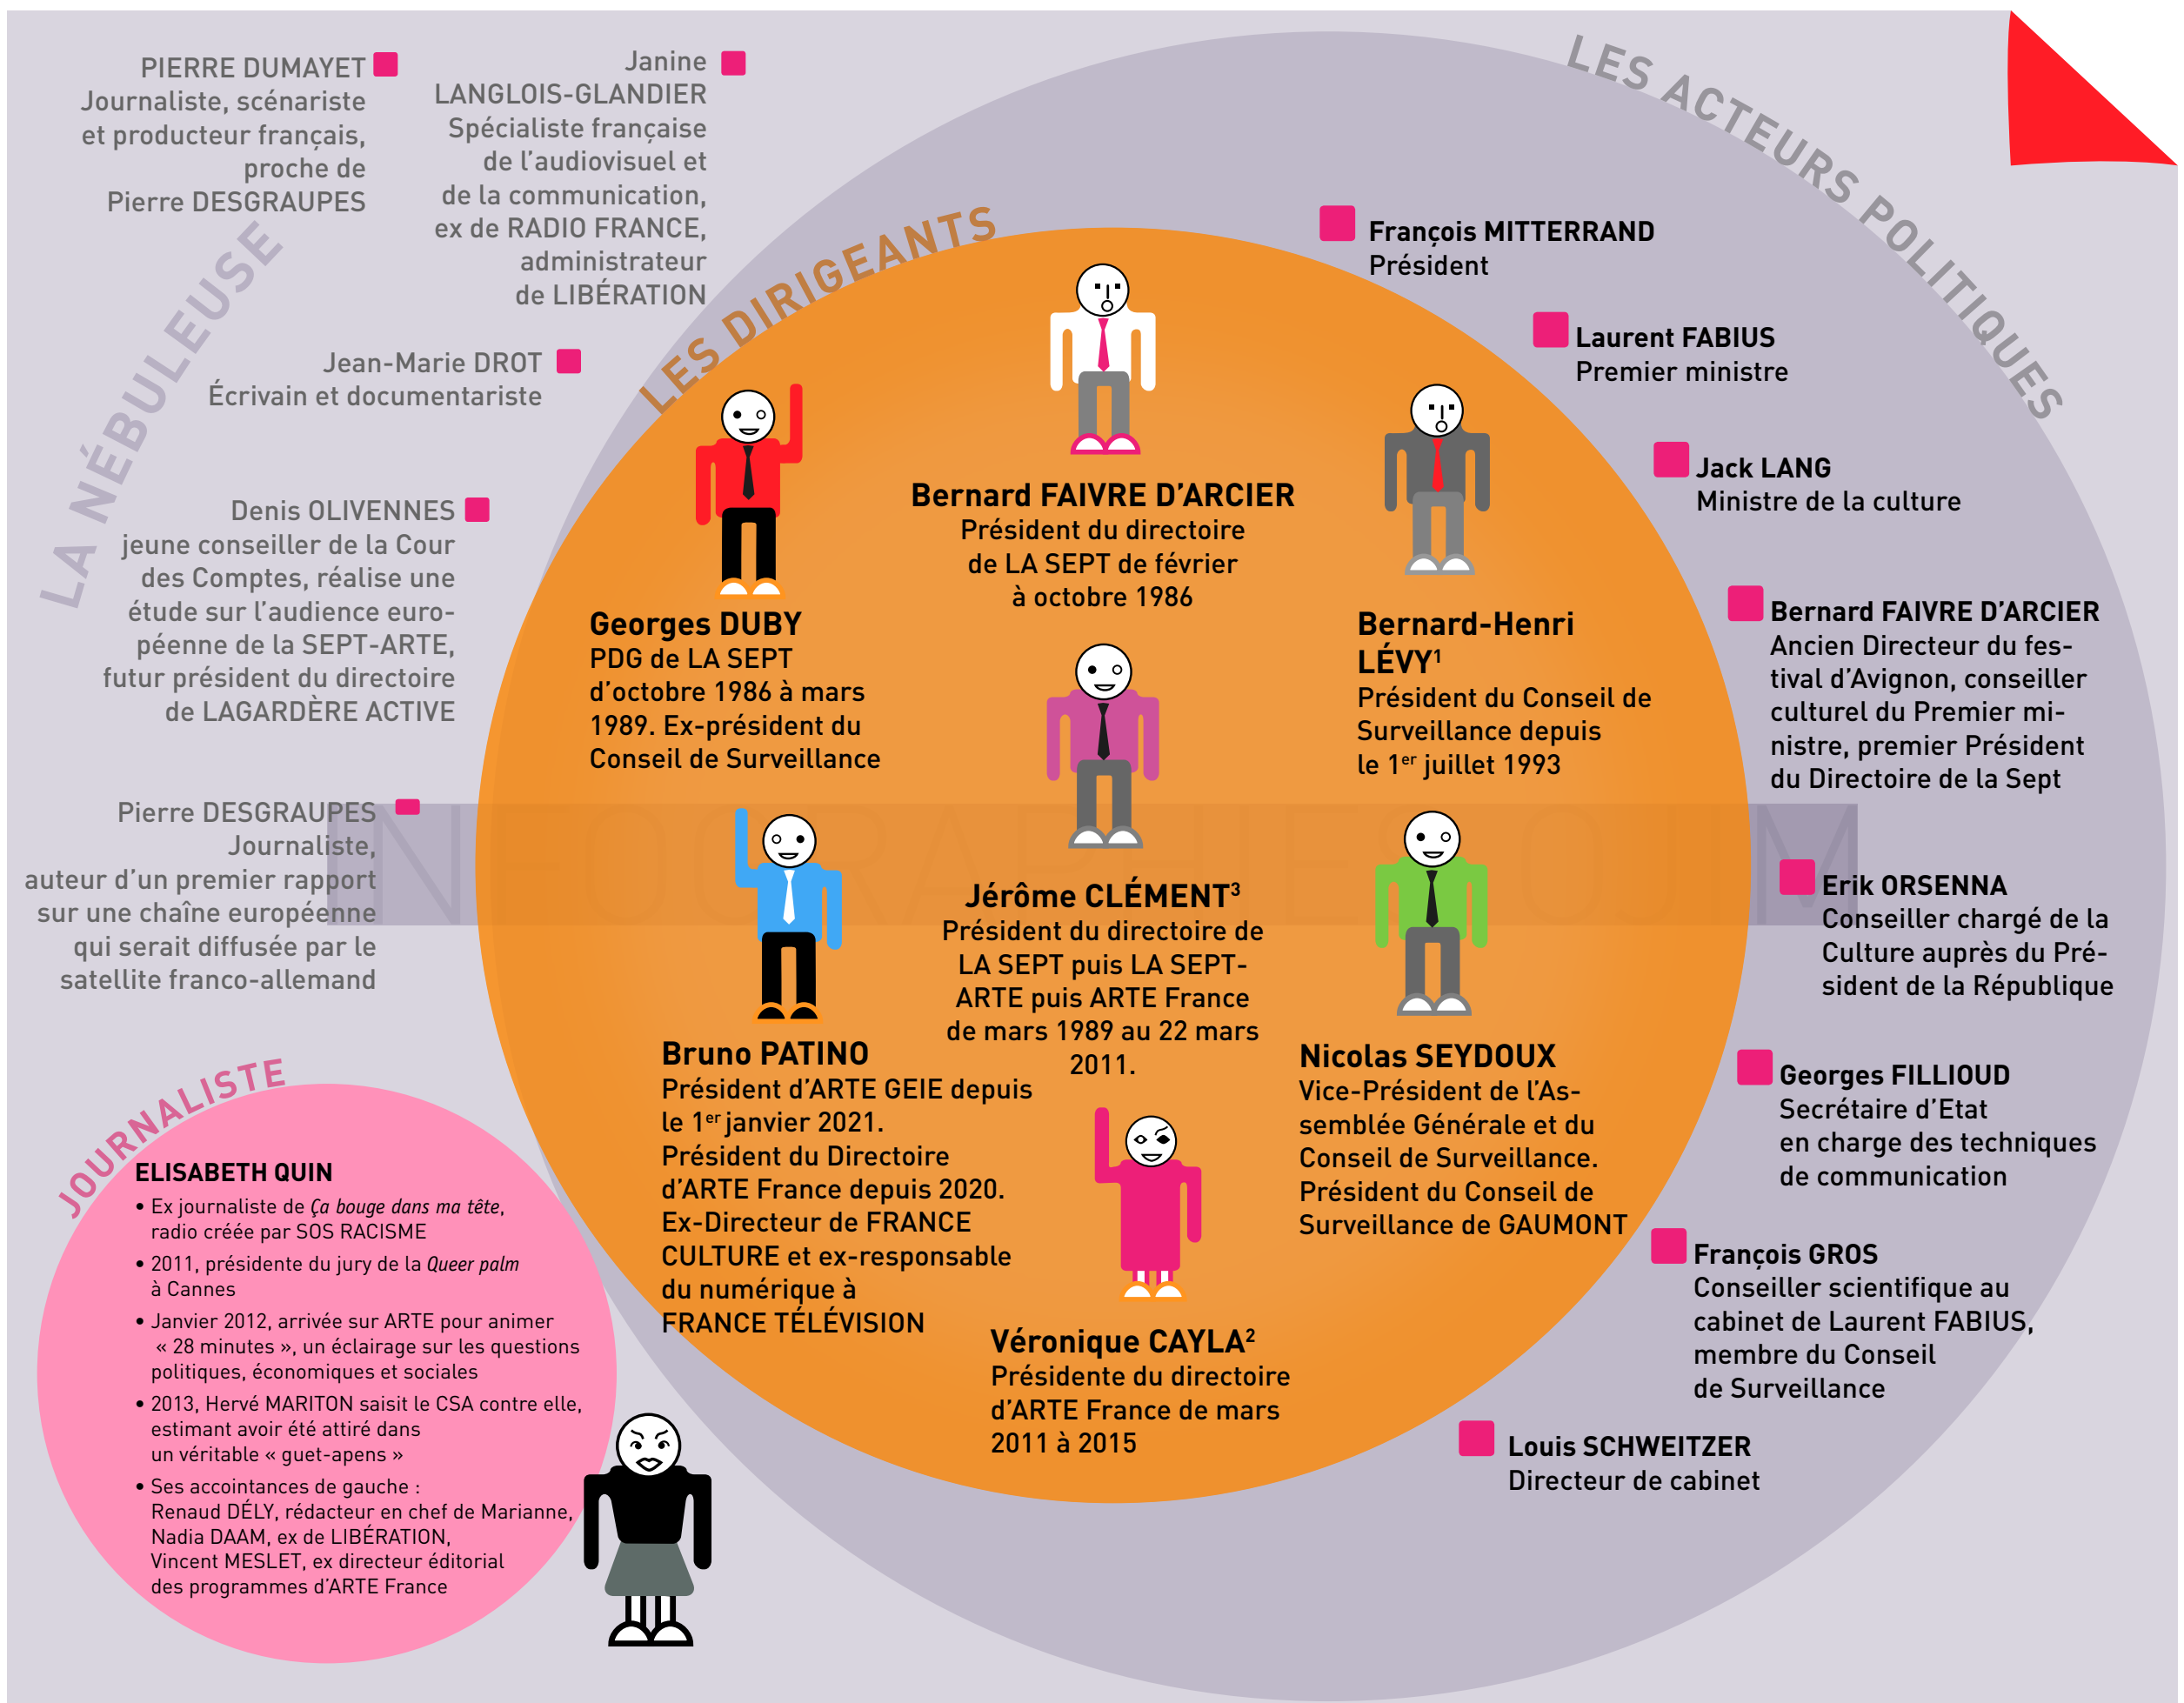 PIERRE DUMAYET
Journaliste, scénariste
et producteur français,
proche de
Pierre DESGRAUPES
Janine
LANGLOIS-GLANDIER
Spécialiste française
de l’audiovisuel et
de la communication,
ex de RADIO FRANCE,
administrateur
de LIBÉRATION
LA NÉBULEUSE
Jean-Marie DROT
Écrivain et documentariste
Denis OLIVENNES
jeune conseiller de la Cour
des Comptes, réalise une
étude sur l’audience euro-
péenne de la SEPT-ARTE,
futur président du directoire
de LAGARDÈRE ACTIVE
Pierre DESGRAUPES
Journaliste,
auteur d’un premier rapport
sur une chaîne européenne
qui serait diffusée par le
satellite franco-allemand
LES DIRIGEANTS
Bernard FAIVRE D’ARCIER
Président du directoire
de LA SEPT de février
à octobre 1986
Georges DUBY
PDG de LA SEPT
d’octobre 1986 à mars
1989. Ex-président du
Conseil de Surveillance
Bernard-Henri
LÉVY¹
Président du Conseil de
Surveillance depuis
le 1er juillet 1993
Jérôme CLÉMENT³
Président du directoire de
LA SEPT puis LA SEPT-
ARTE puis ARTE France
de mars 1989 au 22 mars
2011.
Bruno PATINO
Président d’ARTE GEIE depuis
le 1er janvier 2021.
Président du Directoire
d’ARTE France depuis 2020.
Ex-Directeur de FRANCE
CULTURE et ex-responsable
du numérique à
FRANCE TÉLÉVISION
Nicolas SEYDOUX
Vice-Président de l’As-
semblée Générale et du
Conseil de Surveillance.
Président du Conseil de
Surveillance de GAUMONT
Véronique CAYLA²
Présidente du directoire
d’ARTE France de mars
2011 à 2015
LES ACTEURS POLITIQUES
François MITTERRAND
Président
Laurent FABIUS
Premier ministre
Jack LANG
Ministre de la culture
Bernard FAIVRE D’ARCIER
Ancien Directeur du fes-
tival d’Avignon, conseiller
culturel du Premier mi-
nistre, premier Président
du Directoire de la Sept
Erik ORSENNA
Conseiller chargé de la
Culture auprès du Pré-
sident de la République
Georges FILLIOUD
Secrétaire d’Etat
en charge des techniques
de communication
François GROS
Conseiller scientifique au
cabinet de Laurent FABIUS,
membre du Conseil
de Surveillance
Louis SCHWEITZER
Directeur de cabinet
JOURNALISTE
ELISABETH QUIN
• Ex journaliste de Ça bouge dans ma tête,
radio créée par SOS RACISME
• 2011, présidente du jury de la Queer palm
à Cannes
• Janvier 2012, arrivée sur ARTE pour animer
« 28 minutes », un éclairage sur les questions
politiques, économiques et sociales
• 2013, Hervé MARITON saisit le CSA contre elle,
estimant avoir été attiré dans
un véritable « guet-apens »
• Ses accointances de gauche :
Renaud DÉLY, rédacteur en chef de Marianne,
Nadia DAAM, ex de LIBÉRATION,
Vincent MESLET, ex directeur éditorial
des programmes d’ARTE France